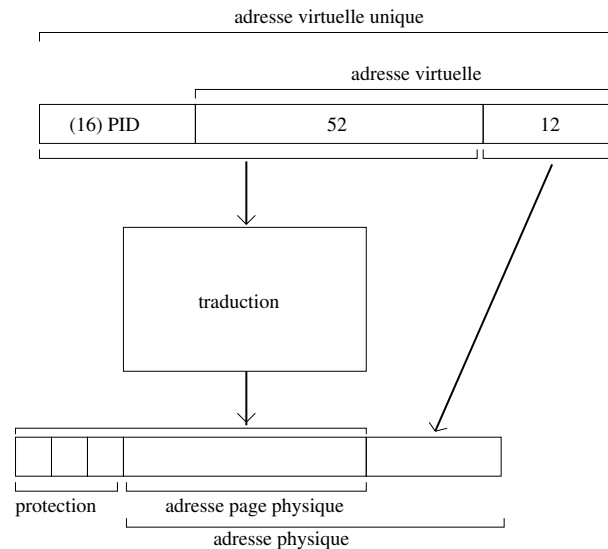 adresse virtuelle unique
adresse virtuelle
(16) PID 52 12
traduction
protection adresse page physique
adresse physique